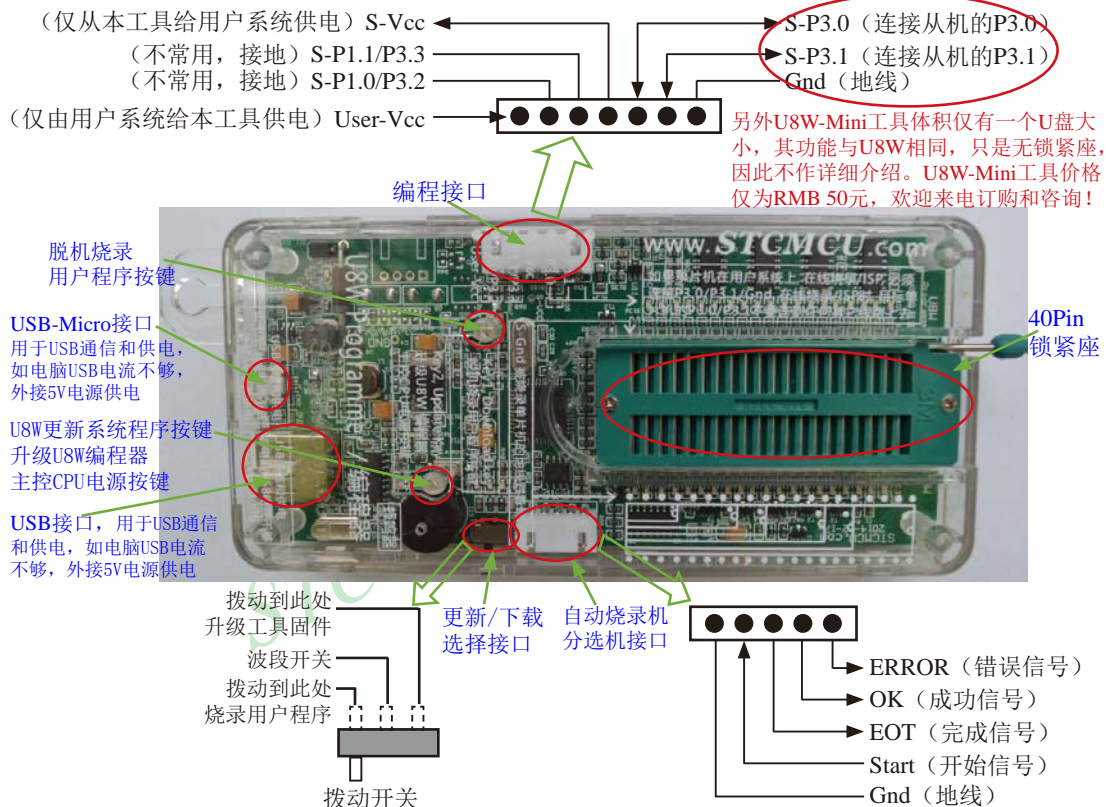 （仅从本工具给用户系统供电）S-Vcc
（不常用，接地）S-P1.1/P3.3
（不常用，接地）S-P1.0/P3.2
（仅由用户系统给本工具供电）User-Vcc
S-P3.0（连接从机的P3.0）
S-P3.1（连接从机的P3.1）
Gnd（地线）
另外U8W-Mini工具体积仅有一个U盘大
小，其功能与U8W相同，只是无锁紧座，
因此不作详细介绍。U8W-Mini工具价格
仅为RMB 50元，欢迎来电订购和咨询！
编程接口
脱机烧录
用户程序按键
USB-Micro接口
用于USB通信和供电，
如电脑USB电流不够，
外接5V电源供电
U8W更新系统程序按键
升级U8W编程器
主控CPU电源按键
USB接口，用于USB通信
和供电，如电脑USB电流
不够，外接5V电源供电
www.STCMCU.com
U8W Programmer/编程器
40Pin
锁紧座
更新/下载
选择接口
自动烧录机
分选机接口
拨动到此处
升级工具固件
波段开关
拨动到此处
烧录用户程序
拨动开关
ERROR（错误信号）
OK（成功信号）
EOT（完成信号）
Start（开始信号）
Gnd（地线）